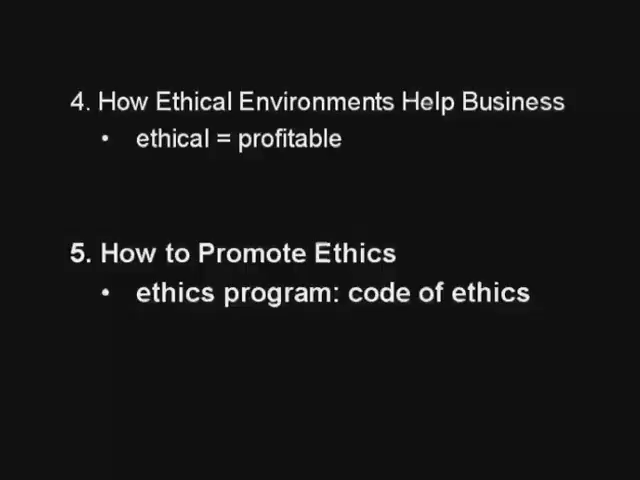 4. How Ethical Environments Help Business
• ethical = profitable
5. How to Promote Ethics
• ethics program: code of ethics